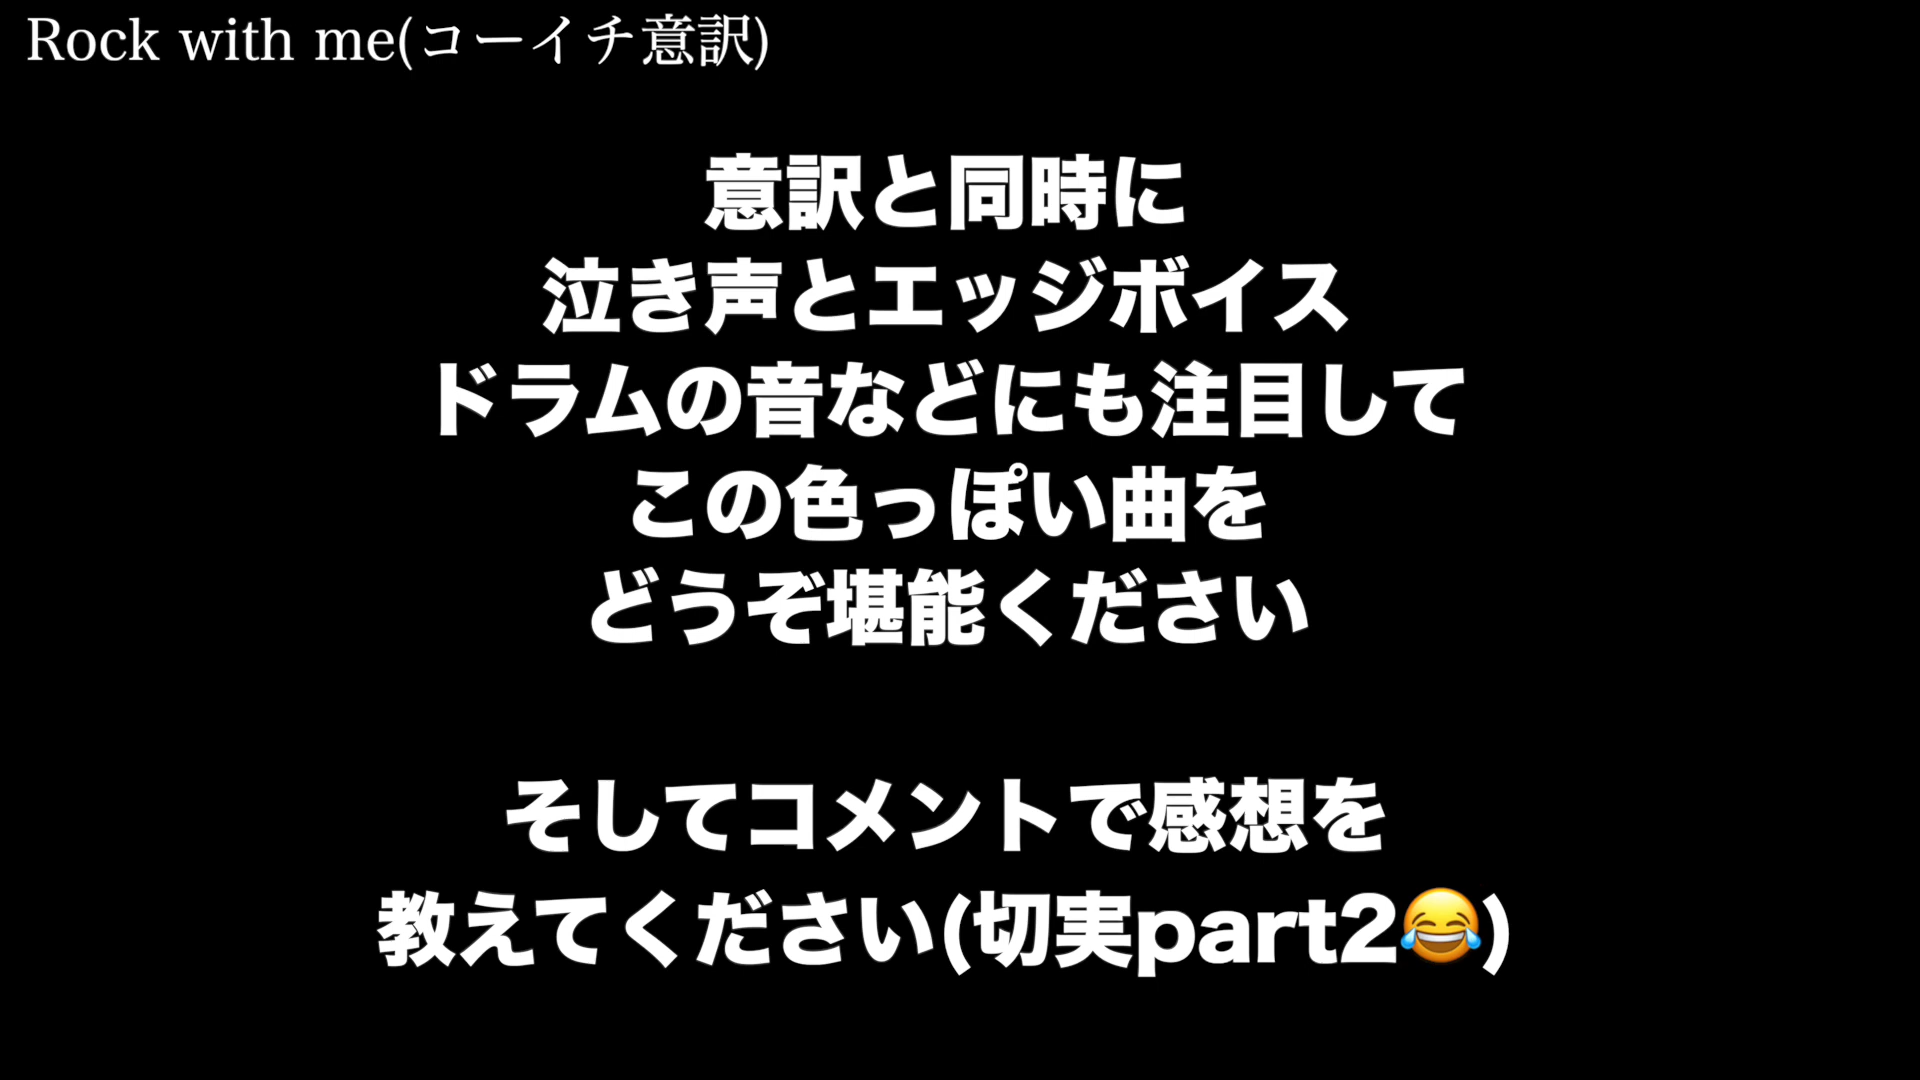 Rock with me(コーイチ意訳)
意訳と同時に
泣き声とエッジボイス
ドラムの音などにも注目して
この色っぽい曲を
どうぞ堪能ください
そしてコメントで感想を
教えてください(切実part2😂)